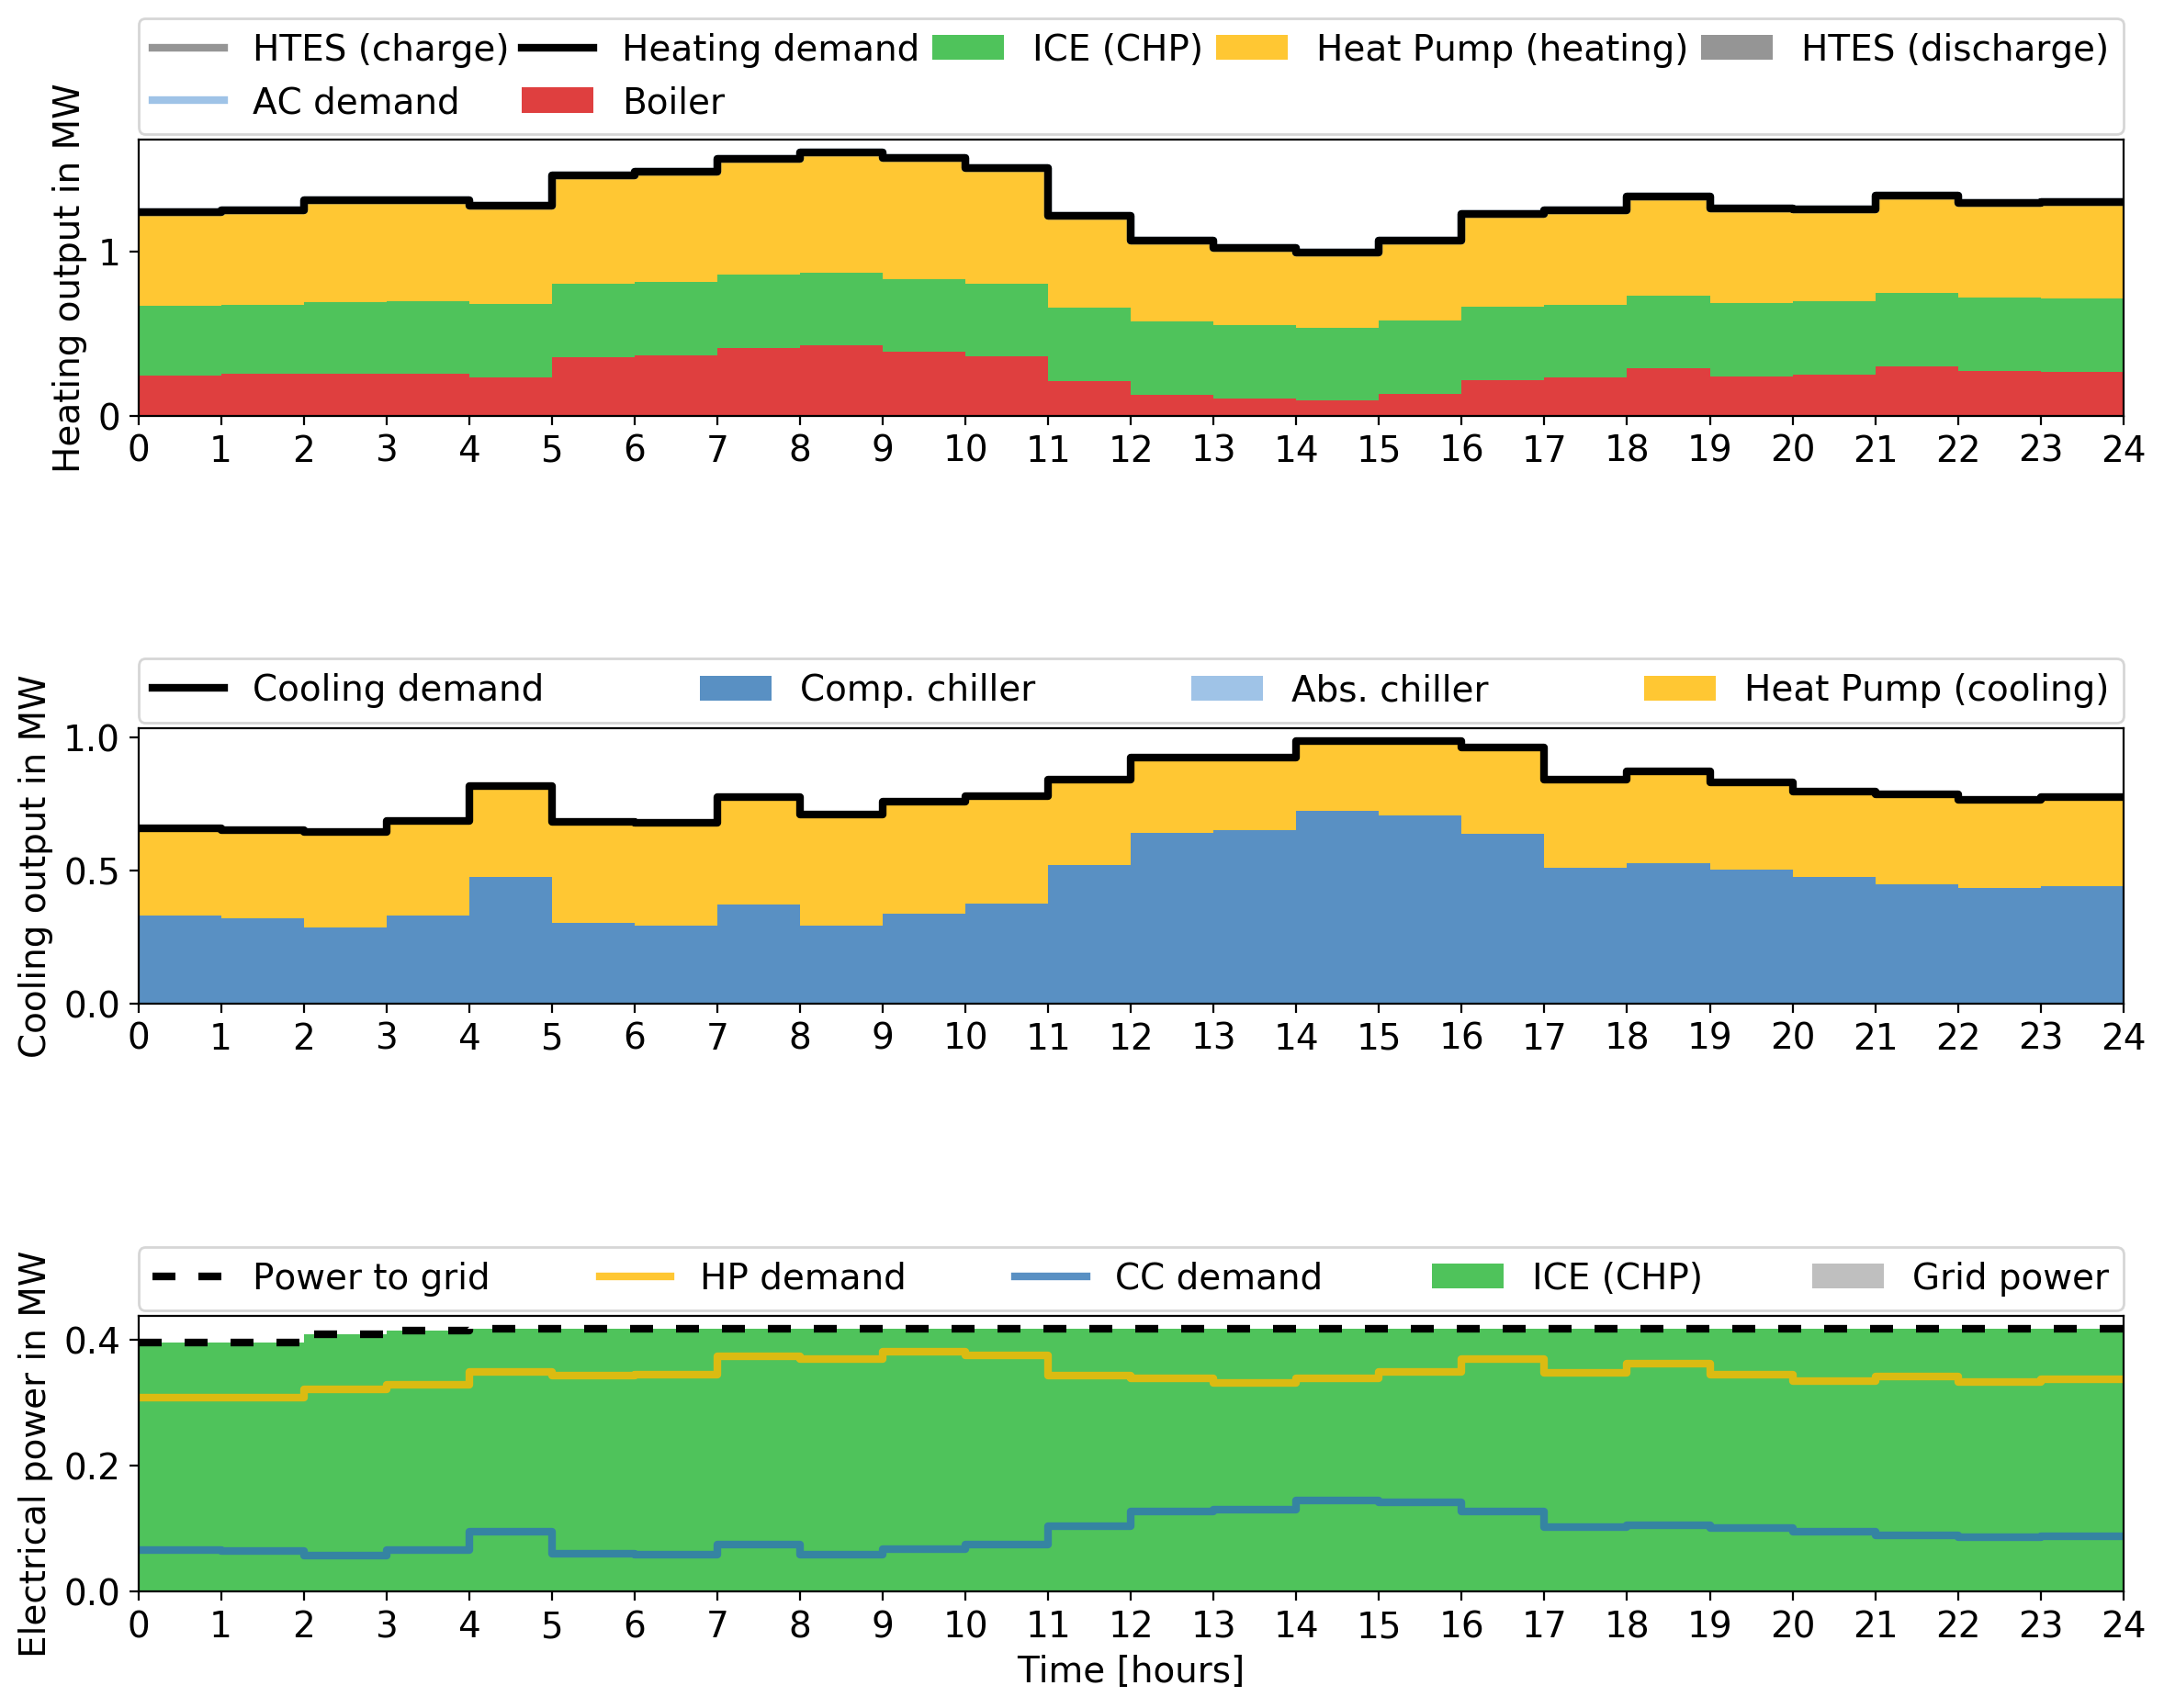 HTES (charge) Heating demand ICE (CHP) Heat Pump (heating) HTES (discharge)
AC demand Boiler
Heating output in MW
1
0
0 1 2 3 4 5 6 7 8 9 10 11 12 13 14 15 16 17 18 19 20 21 22 23 24
Cooling demand Comp. chiller Abs. chiller Heat Pump (cooling)
Cooling output in MW
1.0
0.5
0.0
0 1 2 3 4 5 6 7 8 9 10 11 12 13 14 15 16 17 18 19 20 21 22 23 24
Power to grid HP demand CC demand ICE (CHP) Grid power
Electrical power in MW
0.4
0.2
0.0
0 1 2 3 4 5 6 7 8 9 10 11 12 13 14 15 16 17 18 19 20 21 22 23 24
Time [hours]